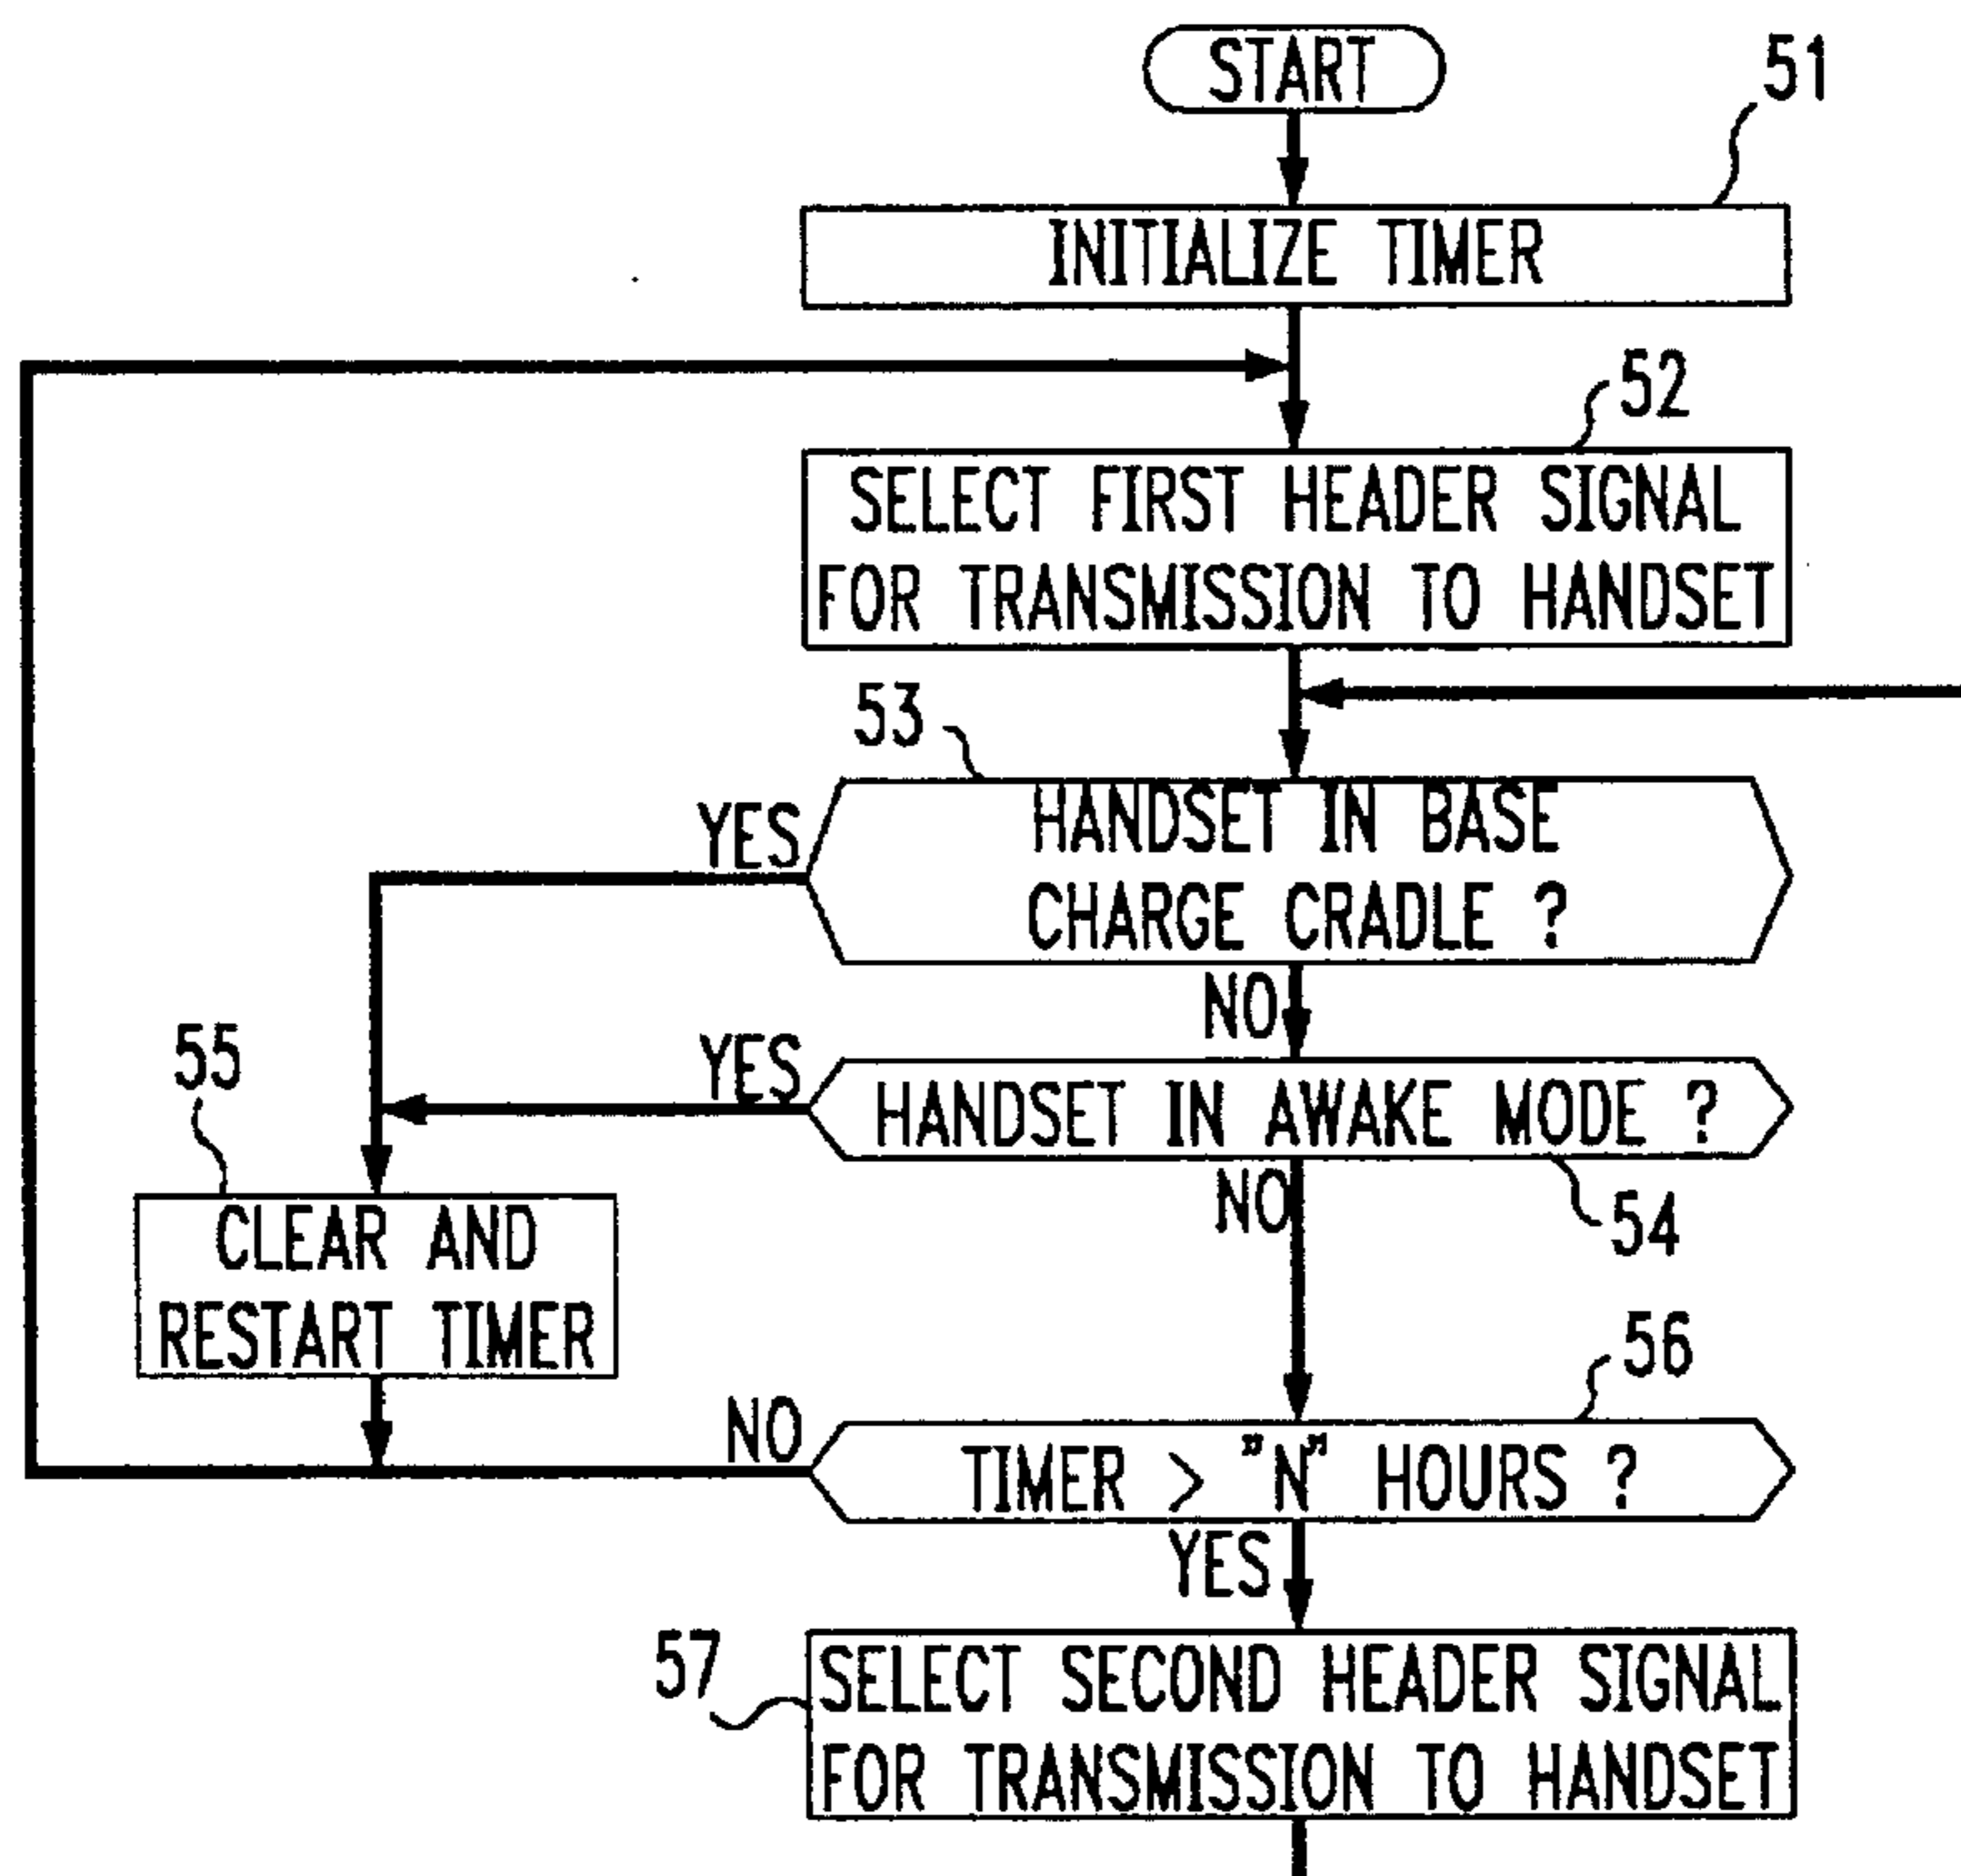 START
51
INITIALIZE TIMER
52
SELECT FIRST HEADER SIGNAL
FOR TRANSMISSION TO HANDSET
53
YES
HANDSET IN BASE
CHARGE CRADLE ?
NO
55
YES
HANDSET IN AWAKE MODE ?
NO
54
CLEAR AND
RESTART TIMER
56
NO
TIMER > "N" HOURS ?
YES
57
SELECT SECOND HEADER SIGNAL
FOR TRANSMISSION TO HANDSET